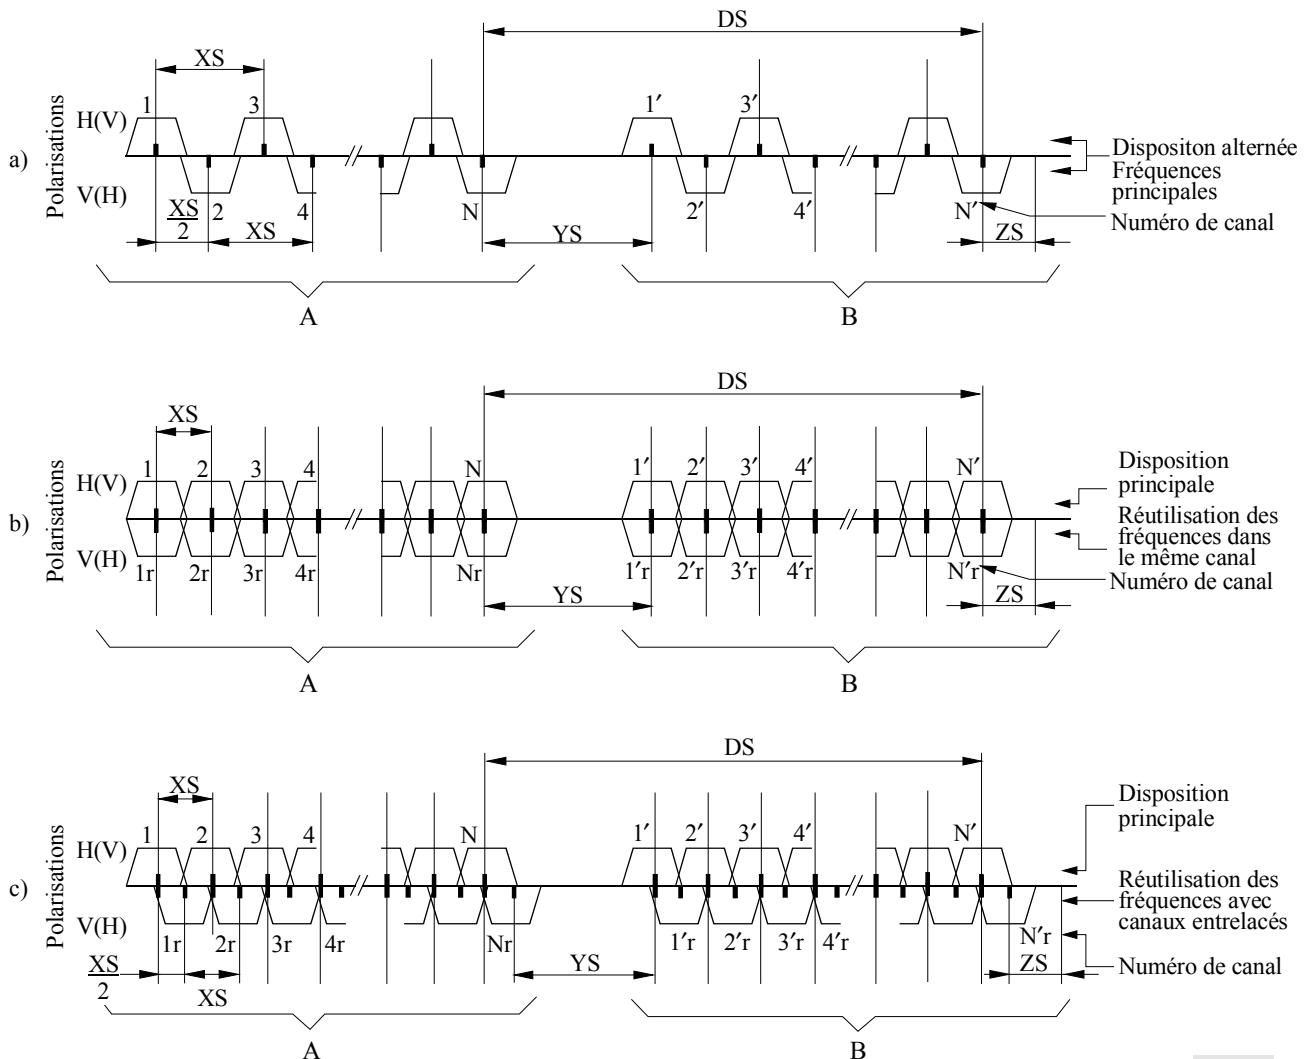 DS
XS
Polarisations
H(V)
1
3
1′
3′
a)
Dispositon alternée
Fréquences
principales
V(H)
XS
2
2
XS
4
N
YS
2′
4′
N′
Numéro de canal
ZS
A
B
DS
XS
Polarisations
H(V)
1
2
3
4
N
1′
2′
3′
4′
N′
Disposition
principale
b)
Réutilisation des
fréquences dans
le même canal
V(H)
1r
2r
3r
4r
Nr
1′r
2′r
3′r
4′r
N′r
Numéro de canal
YS
ZS
A
B
DS
XS
Polarisations
H(V)
1
2
3
4
N
1′
2′
3′
4′
N′
Disposition
principale
c)
Réutilisation des
fréquences avec
canaux entrelacés
V(H)
1r
2r
3r
4r
Nr
1′r
2′r
3′r
4′r
N′r
XS
2
XS
YS
ZS
Numéro de canal
A
B